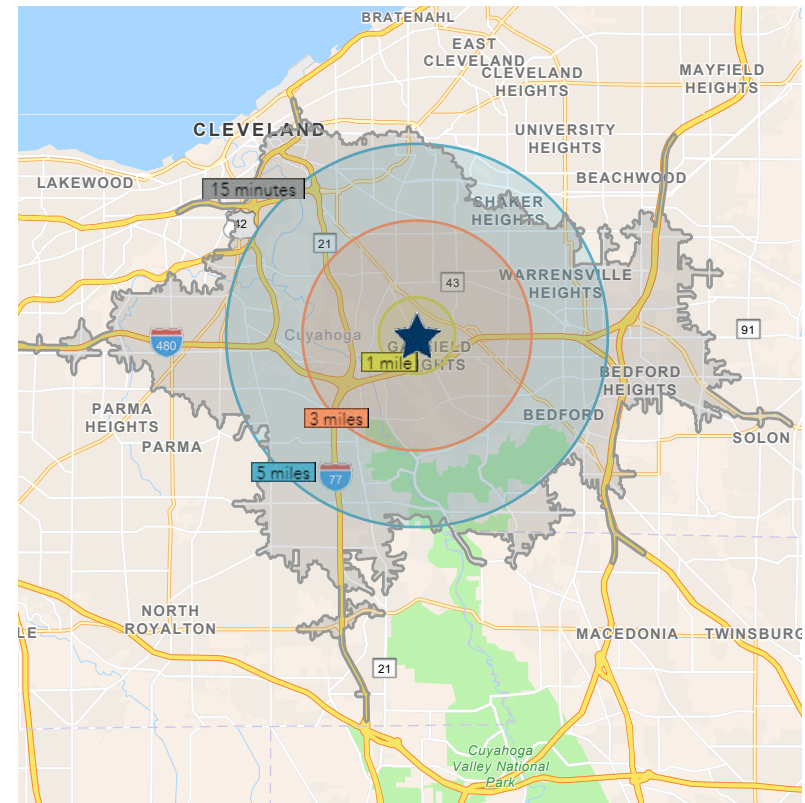 BRATENAHL
EAST
CLEVELAND
CLEVELAND
HEIGHTS
MAYFIELD
HEIGHTS
CLEVELAND
UNIVERSITY
HEIGHTS
LAKEWOOD
15 minutes
BEACHWOOD
SHAKER
HEIGHTS
42
21
43
WARRENSVILLE
HEIGHTS
480
Cuyahoga
91
1 mile
BEDFORD
HEIGHTS
PARMA
HEIGHTS
3 miles
BEDFORD
PARMA
SOLON
5 miles
77
NORTH
ROYALTON
LE
MACEDONIA
TWINSBURG
21
Cuyahoga
Valley National
Park